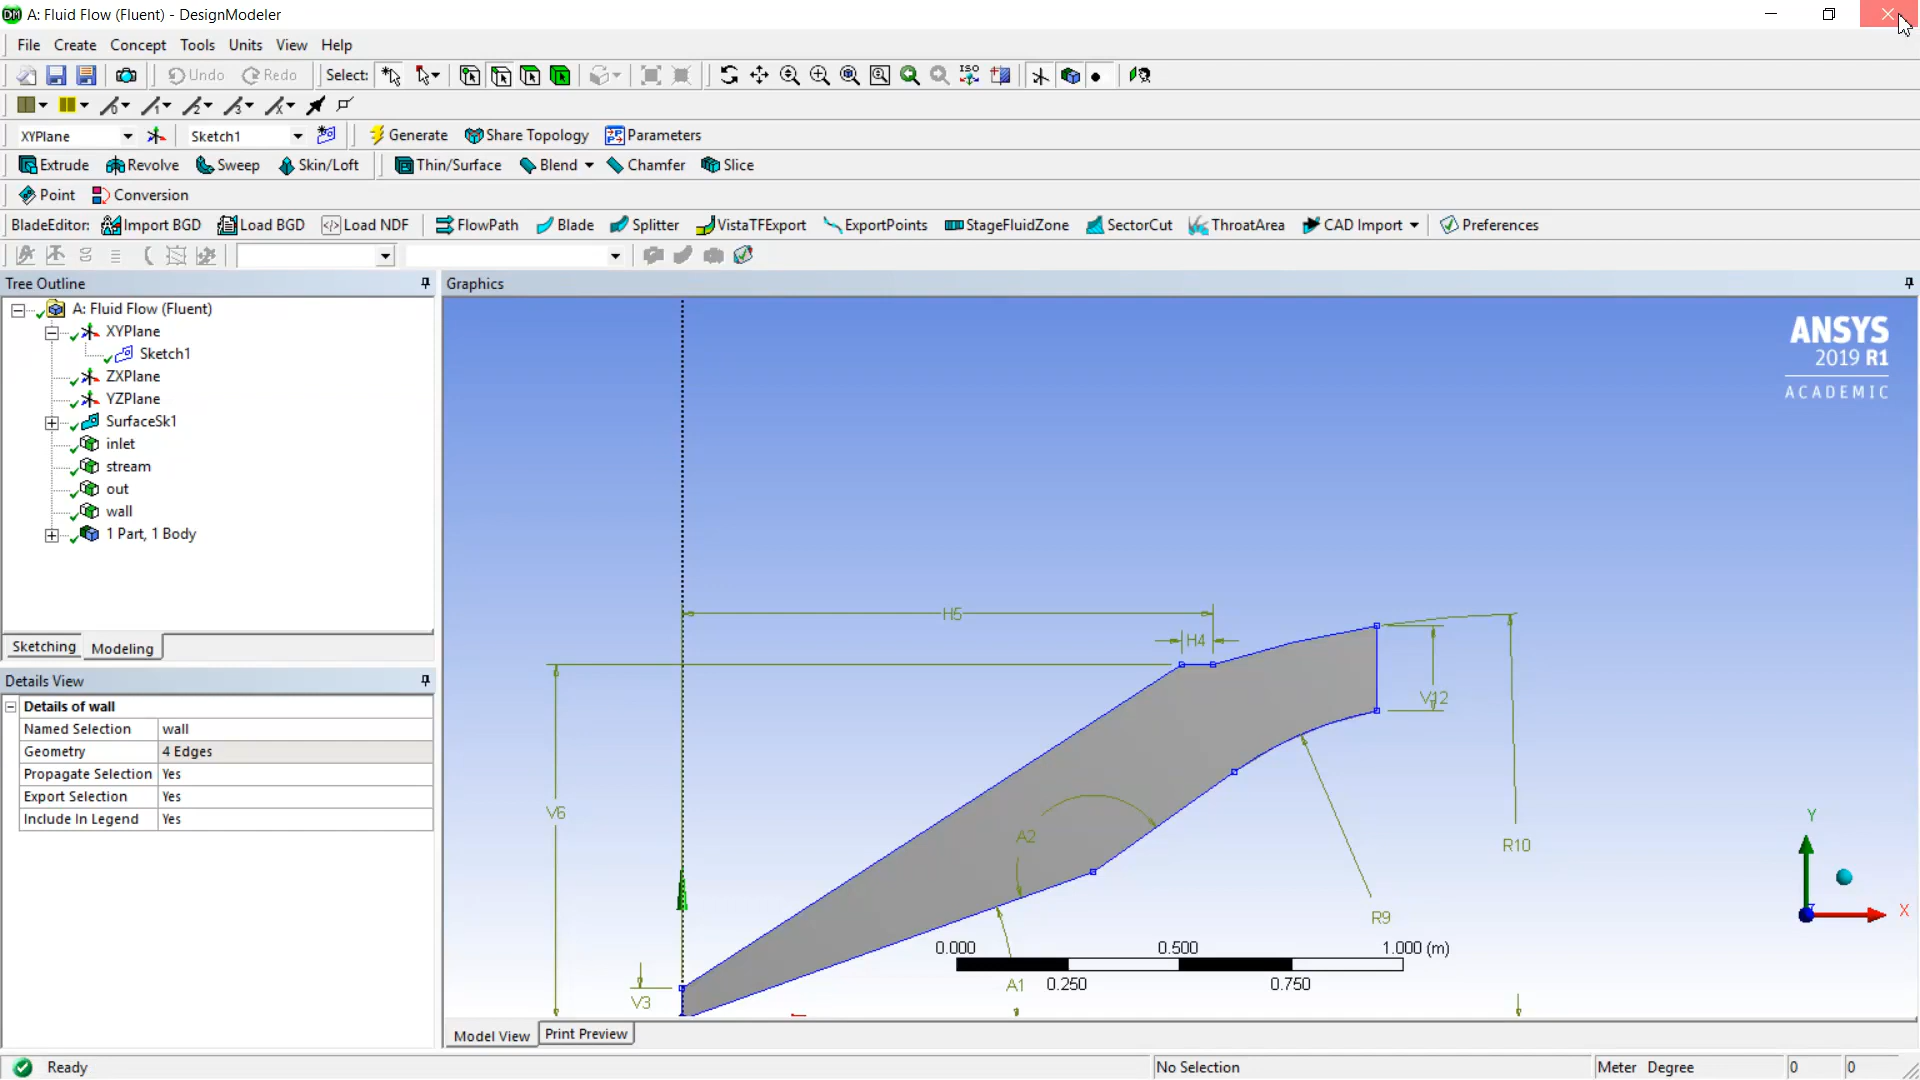 A: Fluid Flow (Fluent) - DesignModeler
File Create Concept Tools Units View Help
Undo Redo Select: ISO
XYPlane Sketch1 Generate Share Topology Parameters
Extrude Revolve Sweep Skin/Loft Thin/Surface Blend Chamfer Slice
Point Conversion
BladeEditor: Import BGD Load BGD Load NDF FlowPath Blade Splitter VistaTFExport ExportPoints StageFluidZone SectorCut ThroatArea CAD Import Preferences
Tree Outline
A: Fluid Flow (Fluent)
XYPlane
Sketch1
ZXPlane
YZPlane
SurfaceSk1
inlet
stream
out
wall
1 Part, 1 Body
Sketching Modeling
Details View
Details of wall
Named Selection wall
Geometry 4 Edges
Propagate Selection Yes
Export Selection Yes
Include In Legend Yes
Graphics
ANSYS
2019 R1
ACADEMIC
H5
H4
V12
V6
A2
R10
R9
V3
A1
0.000 0.500 1.000 (m)
0.250 0.750
Y
X
Model View Print Preview
Ready No Selection Meter Degree 0 0